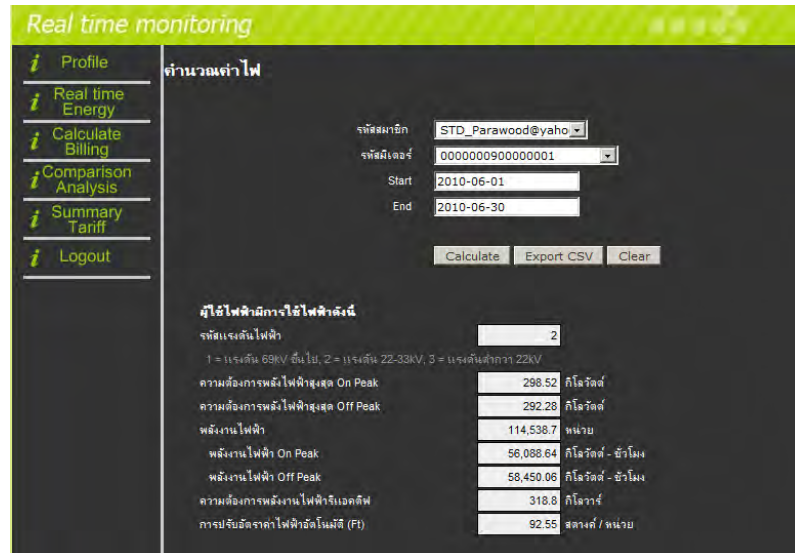 Real time monitoring
Profile
Real time
Energy
Calculate
Billing
Comparison
Analysis
Summary
Tariff
Logout
คำนวณค่าไฟ
รหัสสมาชิก STD_Parawood@yaho
รหัสมิเตอร์ 0000000900000001
Start 2010-06-01
End 2010-06-30
Calculate Export CSV Clear
ผู้ใช้ไฟฟ้ามีการใช้ไฟฟ้าดังนี้
รหัสแรงดันไฟฟ้า 2
1 = แรงดัน 69kV ขึ้นไป, 2 = แรงดัน 22-33kV, 3 = แรงดันต่ำกว่า 22kV
ความต้องการพลังไฟฟ้าสูงสุด On Peak 298.52 กิโลวัตต์
ความต้องการพลังไฟฟ้าสูงสุด Off Peak 292.28 กิโลวัตต์
พลังงานไฟฟ้า 114,538.7 หน่วย
พลังงานไฟฟ้า On Peak 56,088.64 กิโลวัตต์ - ชั่วโมง
พลังงานไฟฟ้า Off Peak 58,450.06 กิโลวัตต์ - ชั่วโมง
ความต้องการพลังงานไฟฟ้ารีแอคตีฟ 318.8 กิโลวาร์
การปรับอัตราค่าไฟฟ้าอัตโนมัติ (Ft) 92.55 สตางค์ / หน่วย